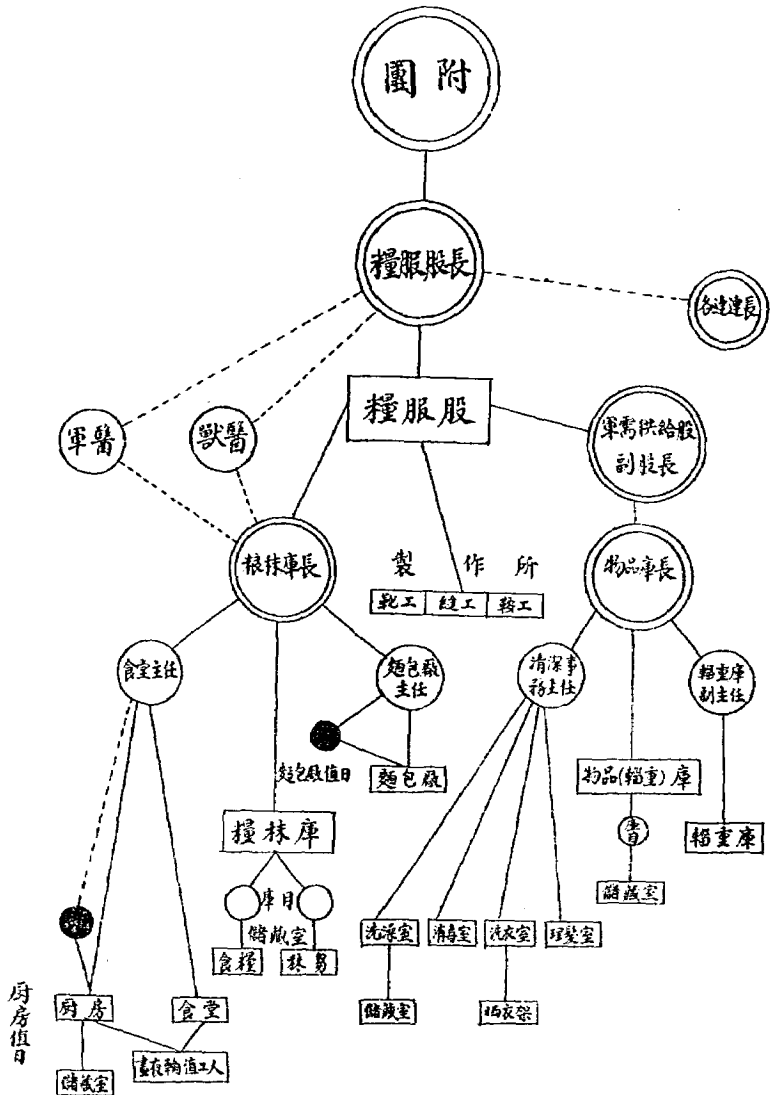 團附
糧服股長
各連連長
糧服股
軍醫
獸醫
軍需供給股
副股長
糧秣庫長
製作所
靴工 縫工 鞍工
物品庫長
食堂主任
麵包廠
主任
清潔事
務主任
輜重庫
副主任
麵包廠值日
麵包廠
物品(輜重)庫
糧秣庫
庫目
輜重庫
庫目
儲藏室
儲藏室
食糧
秣芻
洗澡室
消毒室
洗衣室
理髮室
儲藏室
晒衣架
廚房值日
廚房
食堂
儲藏室
晝夜輪值工人